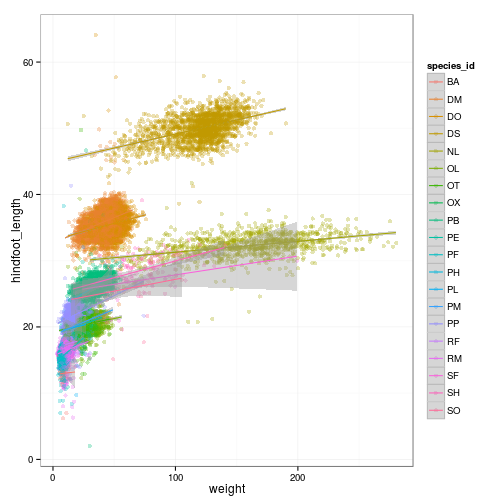 60
40
20
0
hindfoot_length
0
100
200
weight
species_id
BA
DM
DO
DS
NL
OL
OT
OX
PB
PE
PF
PH
PL
PM
PP
RF
RM
SF
SH
SO